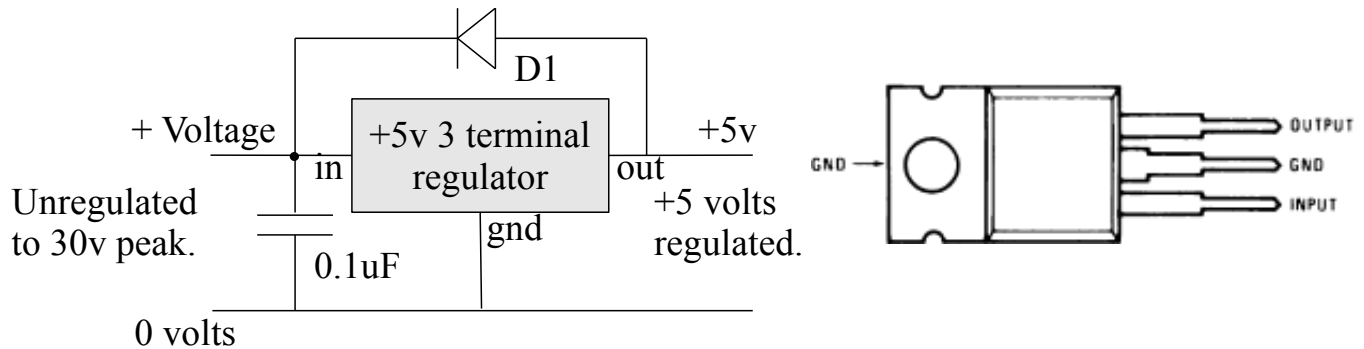 D1
+ Voltage
+5v 3 terminal
regulator
in
out
gnd
+5v
Unregulated
to 30v peak.
+5 volts
regulated.
0.1uF
0 volts
OUTPUT
GND
GND
INPUT